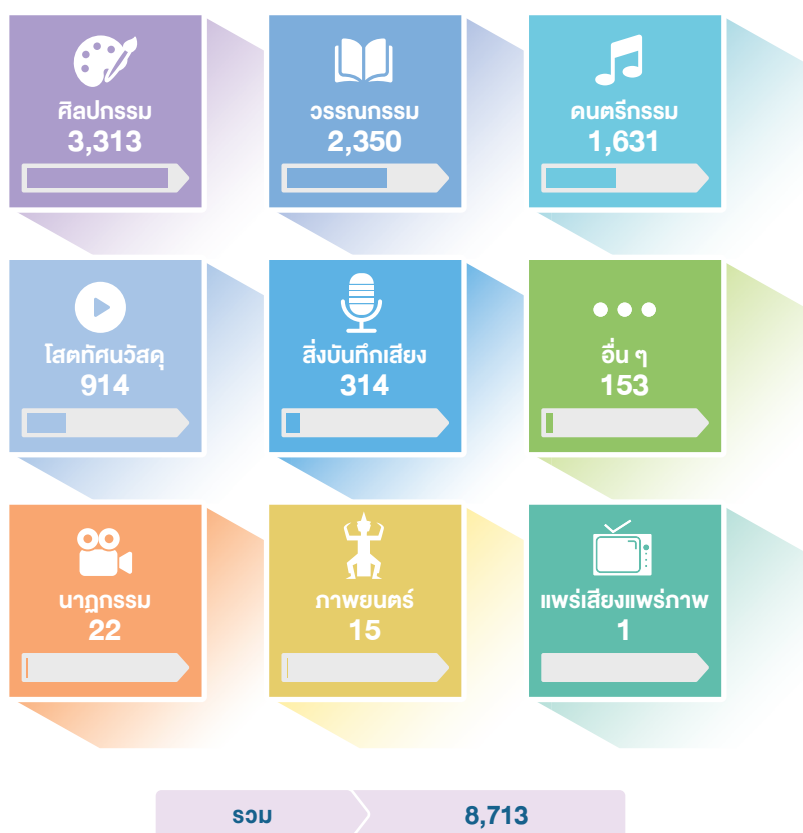 ศิลปกรรม
3,313
วรรณกรรม
2,350
ดนตรีกรรม
1,631
โสตทัศนวัสดุ
914
สิ่งบันทึกเสียง
314
อื่น ๆ
153
นาฏกรรม
22
ภาพยนตร์
15
แพร่เสียงแพร่ภาพ
1
รวม 8,713